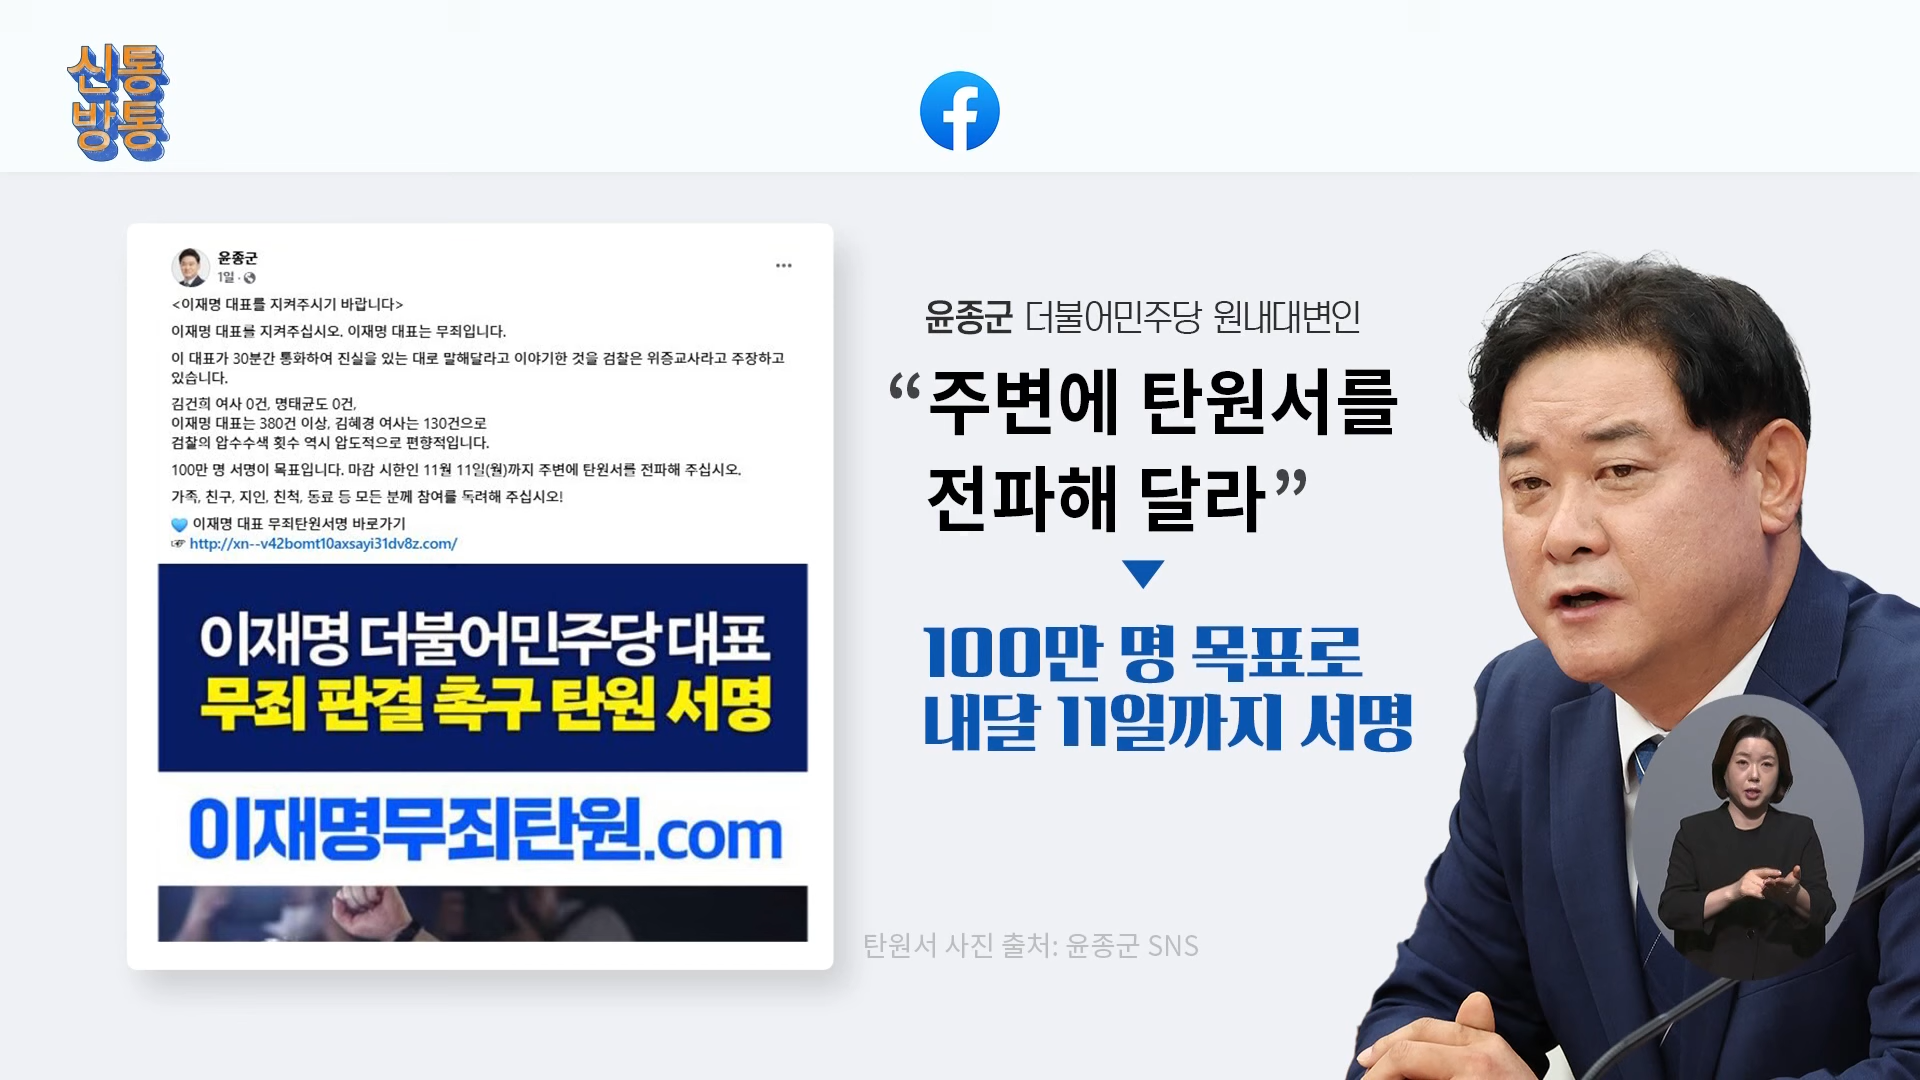 신통
방통
윤종군
1일 ·
<이재명 대표를 지켜주시기 바랍니다>
이재명 대표를 지켜주십시오. 이재명 대표는 무죄입니다.
이 대표가 30분간 통화하여 진실을 있는 대로 말해달라고 이야기한 것을 검찰은 위증교사라고 주장하고
있습니다.
김건희 여사 0건, 명태균도 0건,
이재명 대표는 380건 이상, 김혜경 여사는 130건으로
검찰의 압수수색 횟수 역시 압도적으로 편향적입니다.
100만 명 서명이 목표입니다. 마감 시한인 11월 11일(월)까지 주변에 탄원서를 전파해 주십시오.
가족, 친구, 지인, 친척, 동료 등 모든 분께 참여를 독려해 주십시오!
💙 이재명 대표 무죄탄원서명 바로가기
☞ http://xn--v42bomt10axsayi31dv8z.com/
이재명 더불어민주당 대표
무죄 판결 촉구 탄원 서명
이재명무죄탄원.com
윤종군 더불어민주당 원내대변인
“주변에 탄원서를
전파해 달라”
▼
100만 명 목표로
내달 11일까지 서명
탄원서 사진 출처: 윤종군 SNS